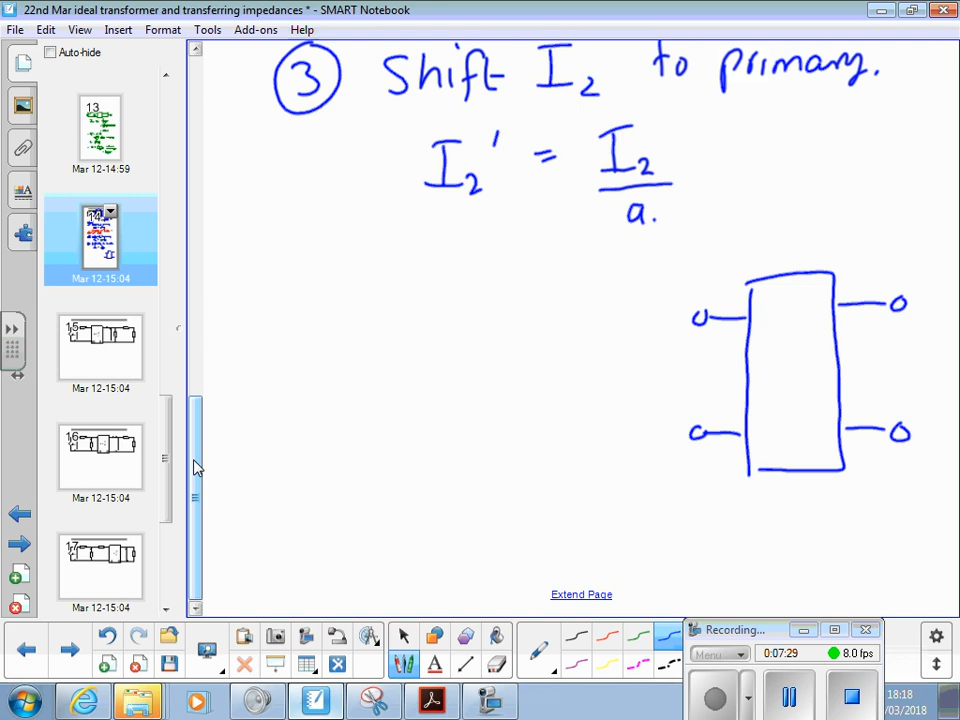 22nd Mar ideal transformer and transferring impedances * - SMART Notebook
File Edit View Insert Format Tools Add-ons Help
Auto-hide
③ Shift I₂ to primary.
I₂' = I₂
a.
13
Mar 12-14:59
14
Mar 12-15:04
15
Mar 12-15:04
16
Mar 12-15:04
17
Mar 12-15:04
Extend Page
Recording...
Menu
0:07:29
8.0 fps
18:18
/03/2018